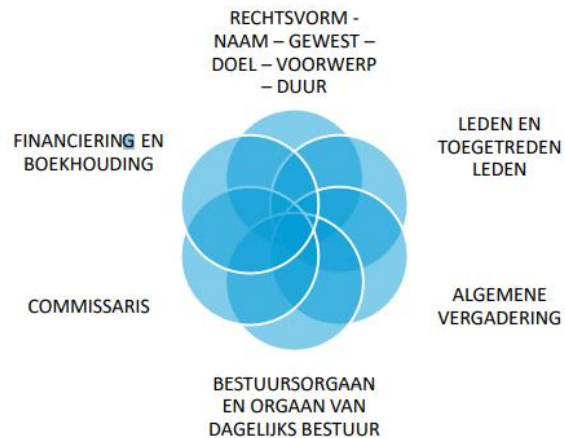 RECHTSVORM -
NAAM – GEWEST –
DOEL – VOORWERP
– DUUR
LEDEN EN
TOEGETREDEN
LEDEN
ALGEMENE
VERGADERING
BESTUURSORGAAN
EN ORGAAN VAN
DAGELIJKS BESTUUR
COMMISSARIS
FINANCIERING EN
BOEKHOUDING